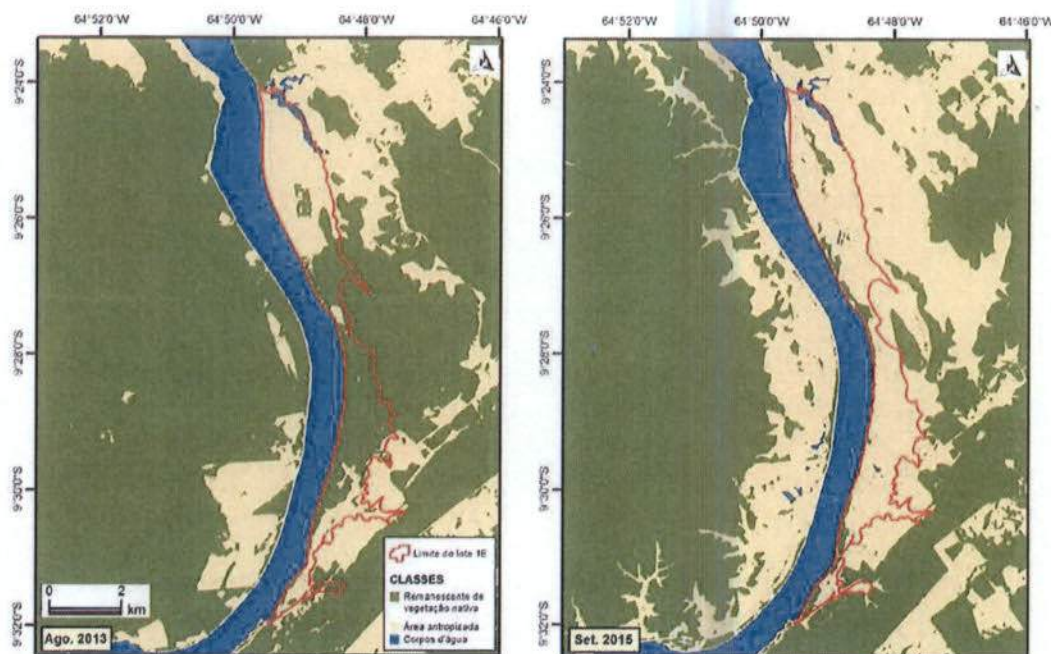 64°52'0"W 64°50'0"W 64°48'0"W 64°46'0"W
64°52'0"W 64°50'0"W 64°48'0"W 64°46'0"W
9°24'0"S
9°26'0"S
9°28'0"S
9°30'0"S
9°32'0"S
9°24'0"S
9°26'0"S
9°28'0"S
9°30'0"S
9°32'0"S
Limite do lote 1E
CLASSES
Remanescente de
vegetação nativa
Área antropizada
Corpos d'água
0 2
km
Ago. 2013
Set. 2015